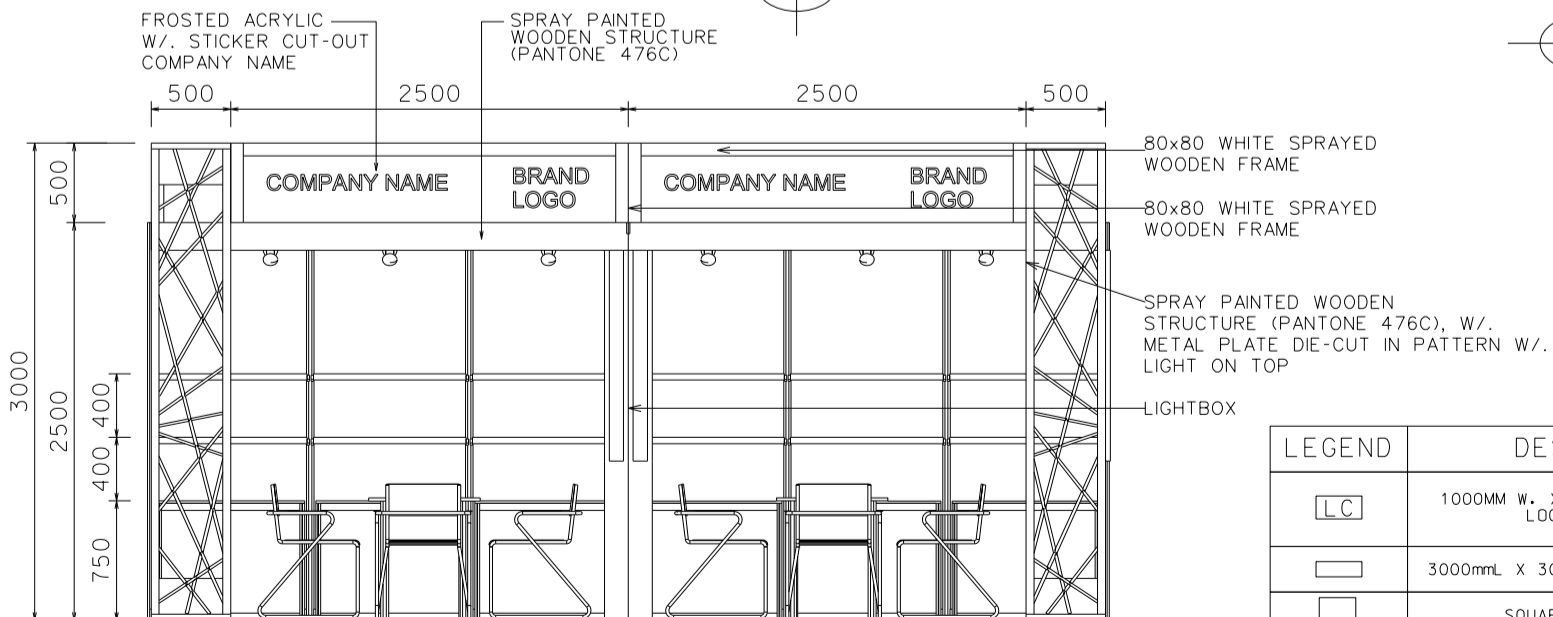 FROSTED ACRYLIC
W/. STICKER CUT-OUT
COMPANY NAME
SPRAY PAINTED
WOODEN STRUCTURE
(PANTONE 476C)
500
2500
2500
500
COMPANY NAME
BRAND
LOGO
COMPANY NAME
BRAND
LOGO
80x80 WHITE SPRAYED
WOODEN FRAME
80x80 WHITE SPRAYED
WOODEN FRAME
SPRAY PAINTED WOODEN
STRUCTURE (PANTONE 476C), W/.
METAL PLATE DIE-CUT IN PATTERN W/.
LIGHT ON TOP
LIGHTBOX
3000
500
2500
400
400
750
LEGEND
LC
1000MM W.
3000mmL X